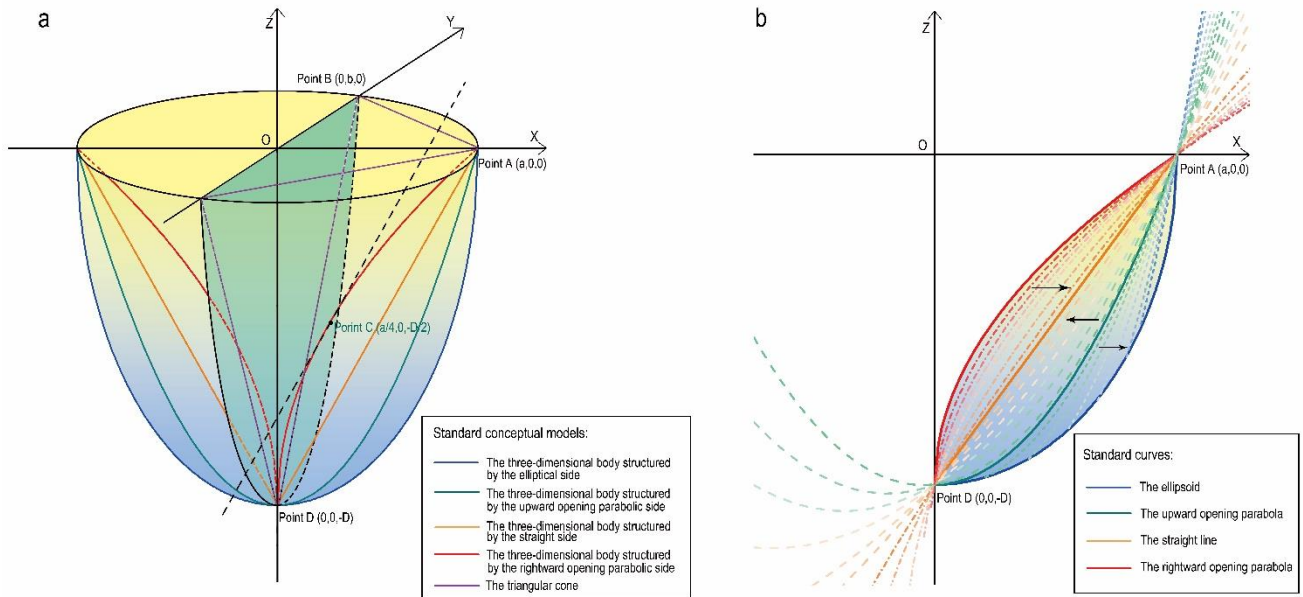 a
Z
Y
Point B (0,b,0)
O
X
Point A (a,0,0)
Porint C (a/4,0,-D/2)
Point D (0,0,-D)
Standard conceptual models:
The three-dimensional body structured
by the elliptical side
The three-dimensional body structured
by the upward opening parabolic side
The three-dimensional body structured
by the straight side
The three-dimensional body structured
by the rightward opening parabolic side
The triangular cone
b
Z
O
X
Point A (a,0,0)
Point D (0,0,-D)
Standard curves:
The ellipsoid
The upward opening parabola
The straight line
The rightward opening parabola